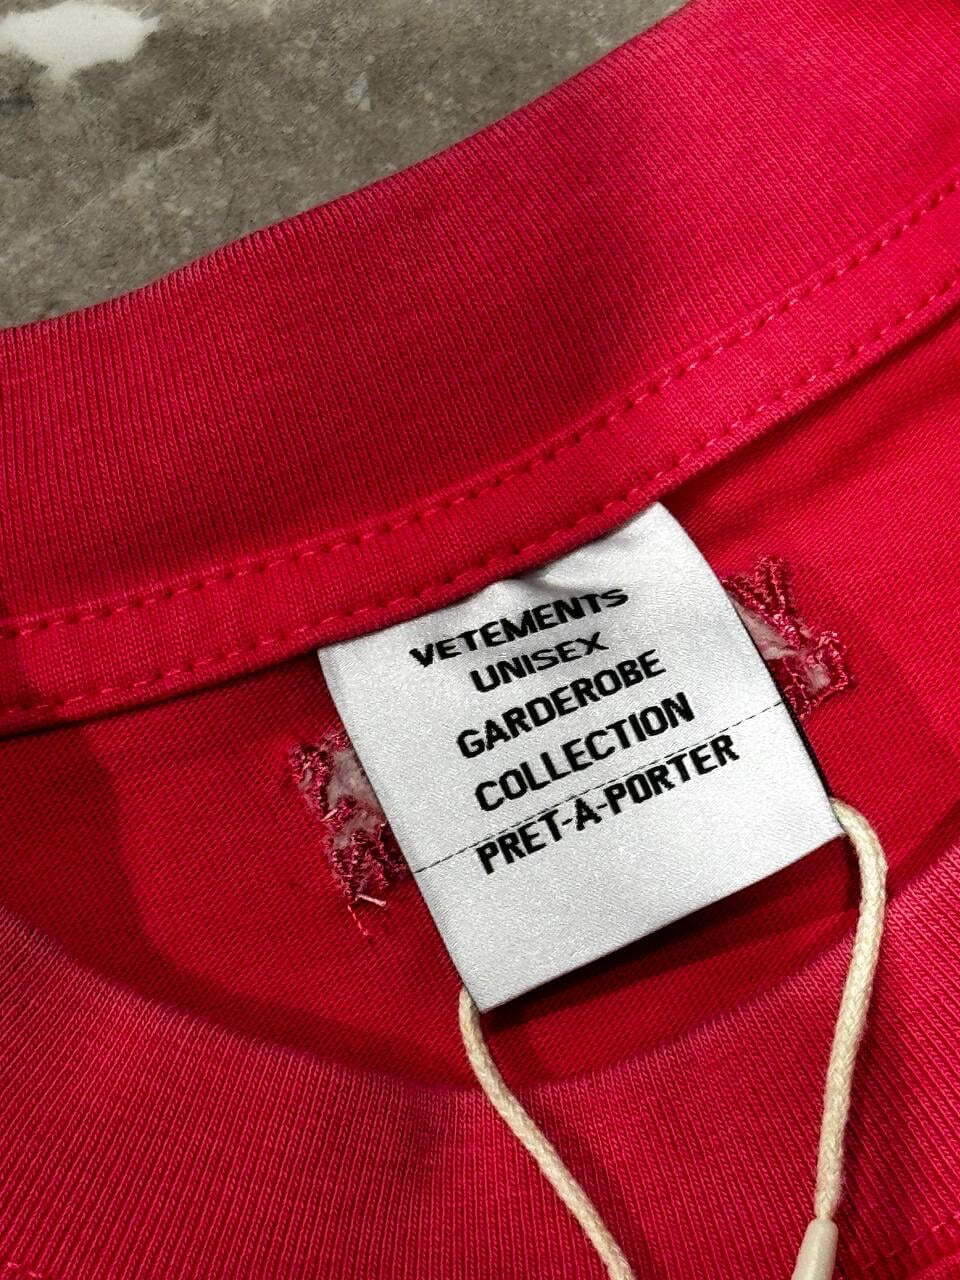 VETEMENTS
UNISEX
GARDEROBE
COLLECTION
PRET-A-PORTER